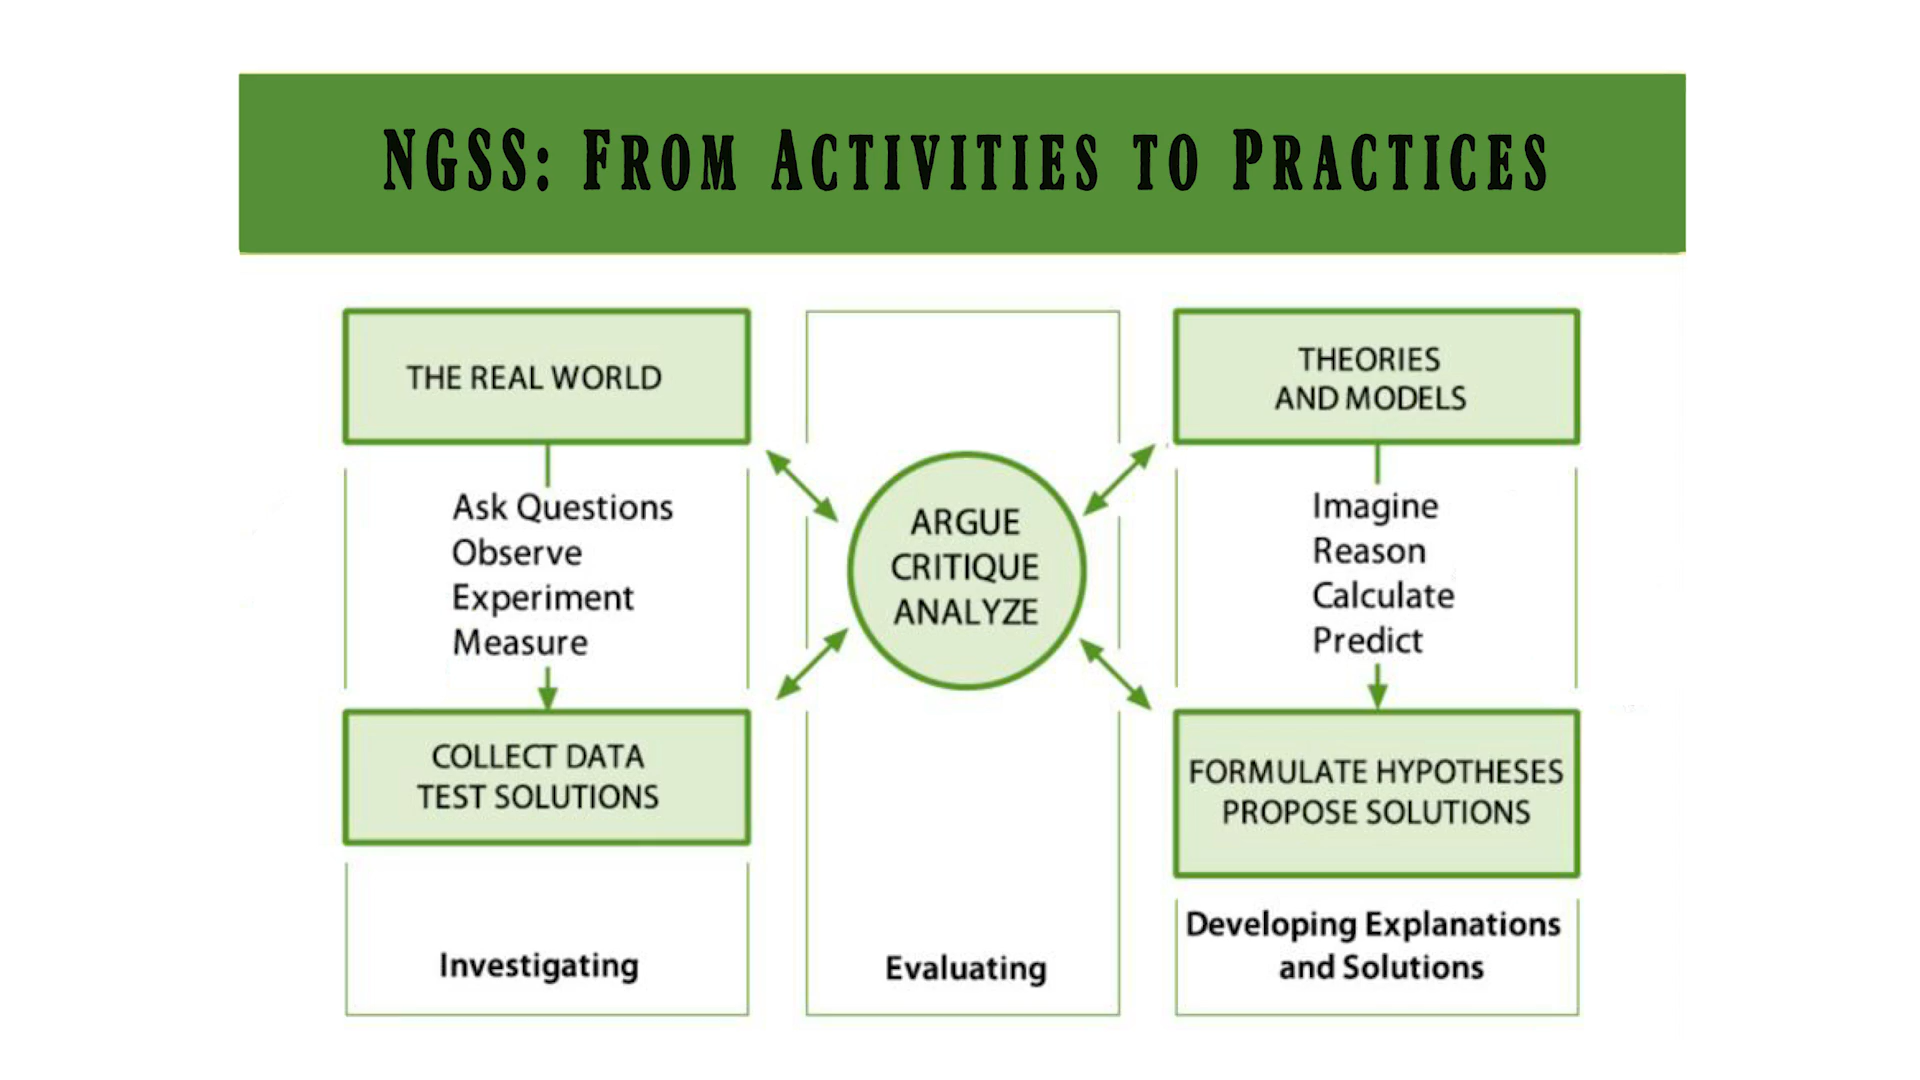 NGSS: From Activities to Practices
THE REAL WORLD
Ask Questions
Observe
Experiment
Measure
COLLECT DATA
TEST SOLUTIONS
Investigating
ARGUE
CRITIQUE
ANALYZE
Evaluating
THEORIES
AND MODELS
Imagine
Reason
Calculate
Predict
FORMULATE HYPOTHESES
PROPOSE SOLUTIONS
Developing Explanations
and Solutions